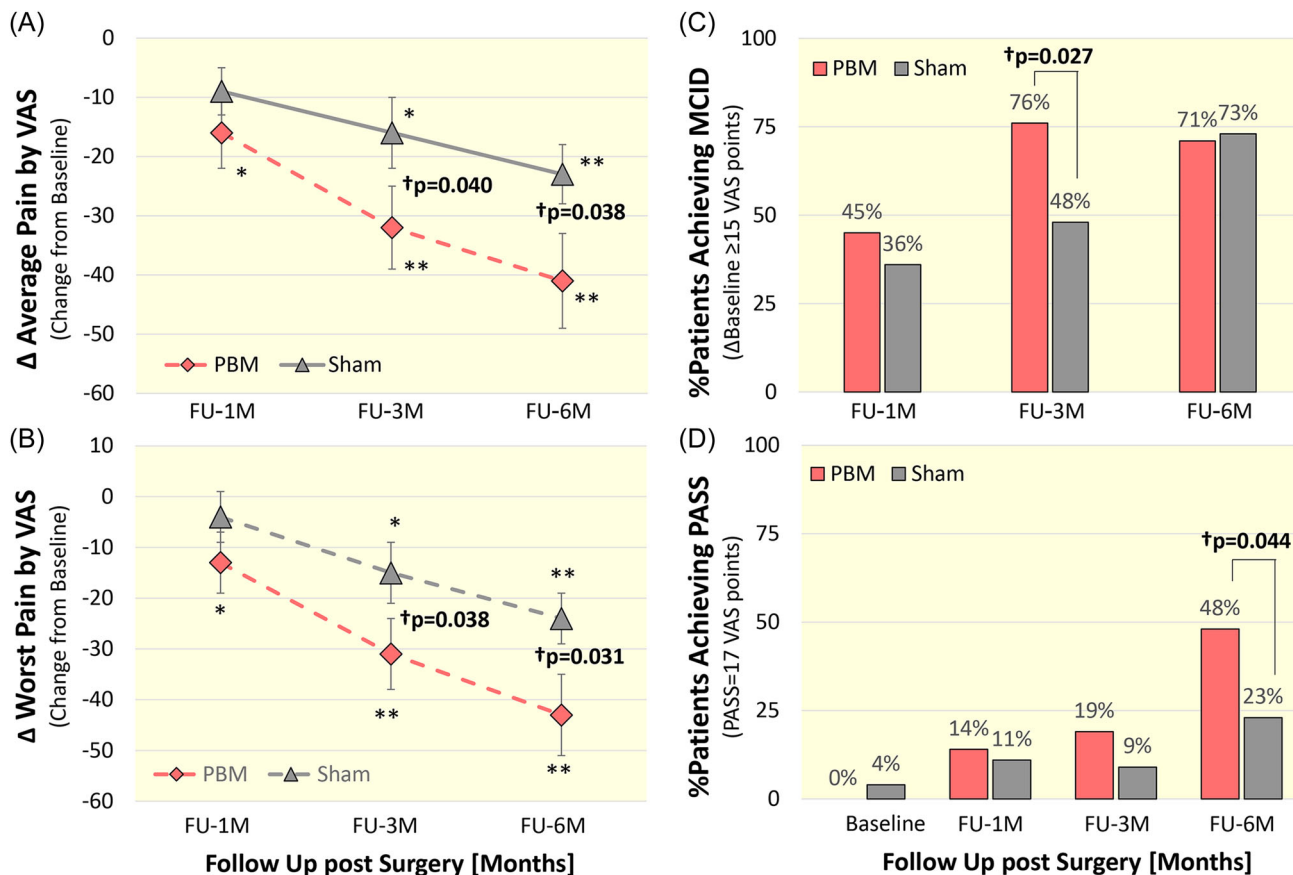 (A)
Δ Average Pain by VAS
(Change from Baseline)
0
-10
-20
-30
-40
-50
-60
*
**
†p=0.040
†p=0.038
*
**
**
PBM
Sham
FU-1M
FU-3M
FU-6M
(B)
Δ Worst Pain by VAS
(Change from Baseline)
10
0
-10
-20
-30
-40
-50
-60
*
**
†p=0.038
†p=0.031
*
**
**
PBM
Sham
FU-1M
FU-3M
FU-6M
Follow Up post Surgery [Months]
(C)
%Patients Achieving MCID
(ΔBaseline ≥15 VAS points)
100
75
50
25
0
PBM
Sham
†p=0.027
45%
36%
76%
48%
71%
73%
FU-1M
FU-3M
FU-6M
(D)
%Patients Achieving PASS
(PASS=17 VAS points)
100
75
50
25
0
PBM
Sham
†p=0.044
0%
4%
14%
11%
19%
9%
48%
23%
Baseline
FU-1M
FU-3M
FU-6M
Follow Up post Surgery [Months]